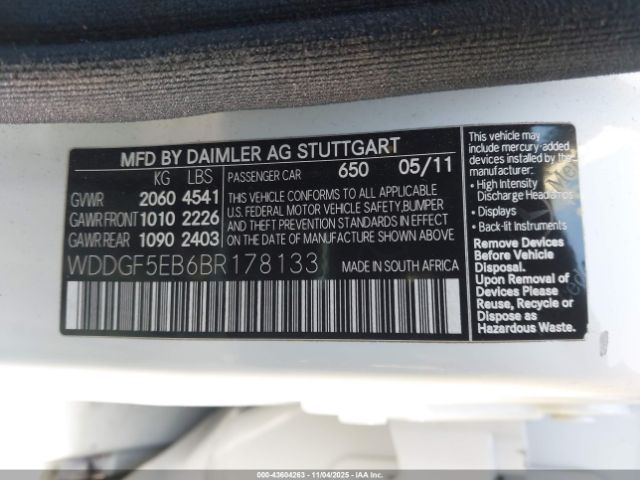 MFD BY DAIMLER AG STUTTGART
KG LBS
GVWR 2060 4541
GAWR FRONT 1010 2226
GAWR REAR 1090 2403
PASSENGER CAR 650 05/11
THIS VEHICLE CONFORMS TO ALL APPLICABLE
U.S. FEDERAL MOTOR VEHICLE SAFETY, BUMPER
AND THEFT PREVENTION STANDARDS IN EFFECT
ON THE DATE OF MANUFACTURE SHOWN ABOVE.
WDDGF5EB6BR178133 MADE IN SOUTH AFRICA
This vehicle may
include mercury-added
devices installed by the
manufacturer:
• High Intensity
Discharge Headlamps
• Displays
• Back-lit Instruments
Remove Devices
Before Vehicle
Disposal.
Upon Removal of
Devices Please
Reuse, Recycle or
Dispose as
Hazardous Waste.
000-43604263 - 11/04/2025 - IAAI.COM